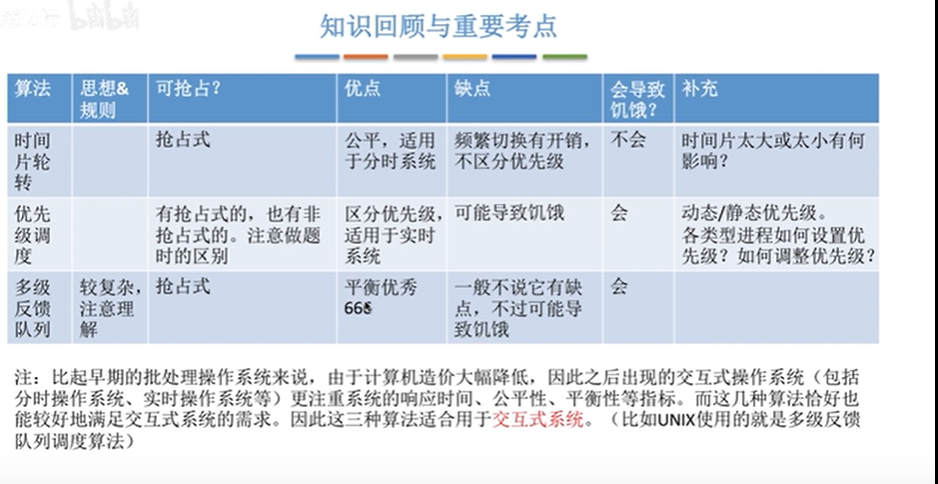 bilibili
知识回顾与重要考点
算法 思想& 可抢占? 优点 缺点 会导致 补充
规则 饥饿?
时间 抢占式 公平，适用 频繁切换有开销， 不会 时间片太大或太小有何
片轮 于分时系统 不区分优先级 影响?
转
优先 有抢占式的，也有非 区分优先级， 可能导致饥饿 会 动态/静态优先级。
级调 抢占式的。注意做题 适用于实时 各类型进程如何设置优
度 时的区别 系统 先级？如何调整优先级?
多级 较复杂， 抢占式 平衡优秀 一般不说它有缺 会
反馈 注意理 666 点，不过可能导
队列 解 致饥饿
注：比起早期的批处理操作系统来说，由于计算机造价大幅降低，因此之后出现的交互式操作系统（包括
分时操作系统、实时操作系统等）更注重系统的响应时间、公平性、平衡性等指标。而这几种算法恰好也
能较好地满足交互式系统的需求。因此这三种算法适合用于交互式系统。（比如UNIX使用的就是多级反馈
队列调度算法）